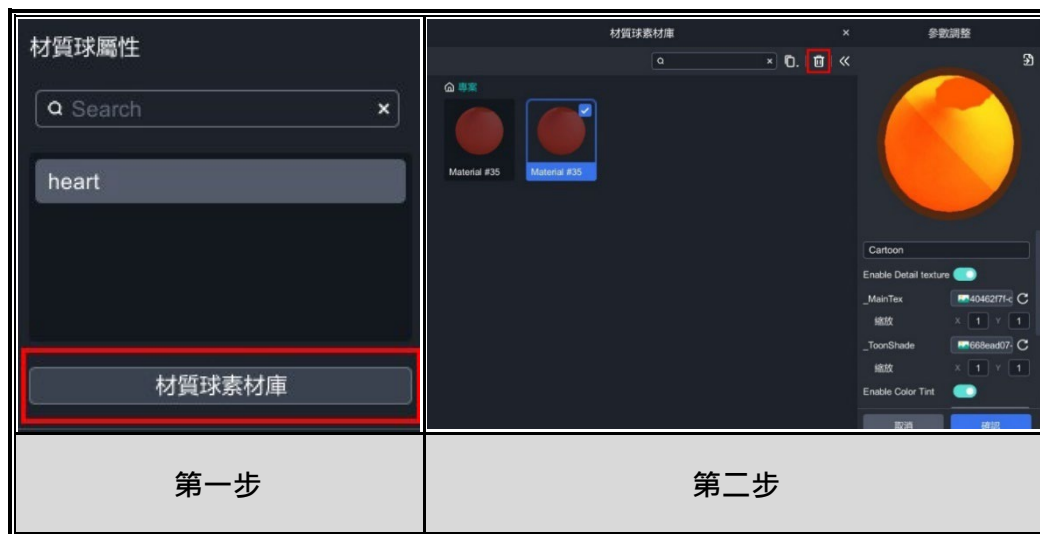 材質球屬性
Search
heart
材質球素材庫
材質球素材庫
專案
Material #35
Material #35
參數調整
Cartoon
Enable Detail texture
_MainTex
40462f7f-c
縮放 X 1 Y 1
_ToonShade
668ead07-
縮放 X 1 Y 1
Enable Color Tint
取消
確認
第一步
第二步